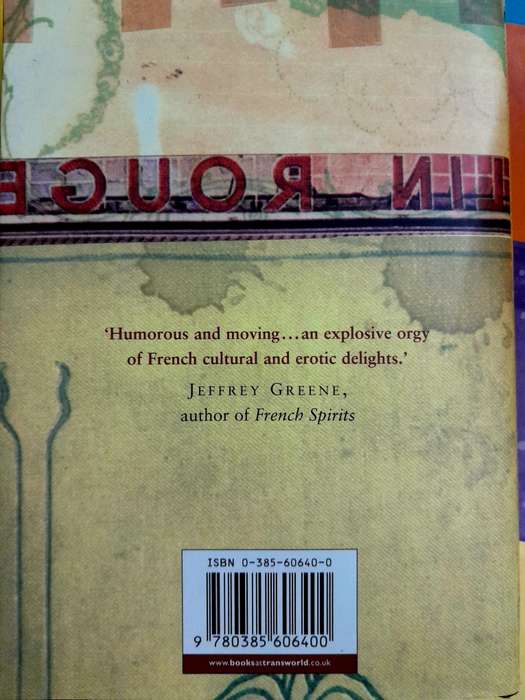 LIN ROUGE
‘Humorous and moving…an explosive orgy
of French cultural and erotic delights.’
JEFFREY GREENE,
author of French Spirits
ISBN 0-385-60640-0
9 780385 606400
www.booksattransworld.co.uk